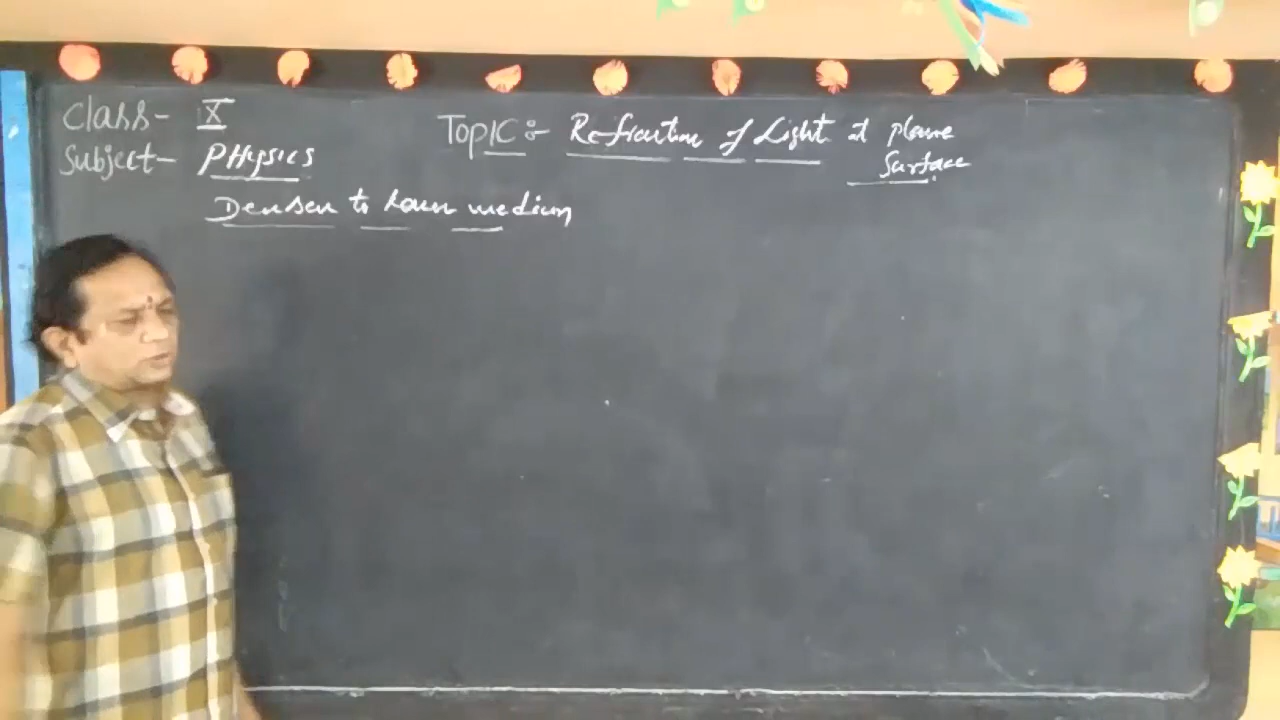 Class- X
Subject- PHysics
TopIC:- Refraction of Light at plane
Surface
Denser to rarer medium